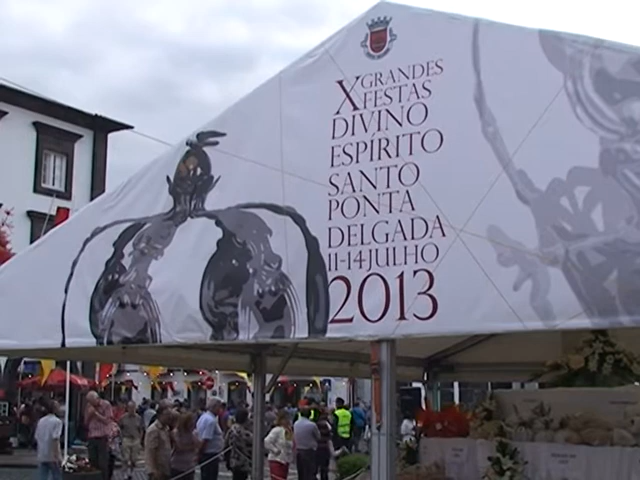 X GRANDES
FESTAS
DIVINO
ESPÍRITO
SANTO
PONTA
DELGADA
11-14 JULHO
2013